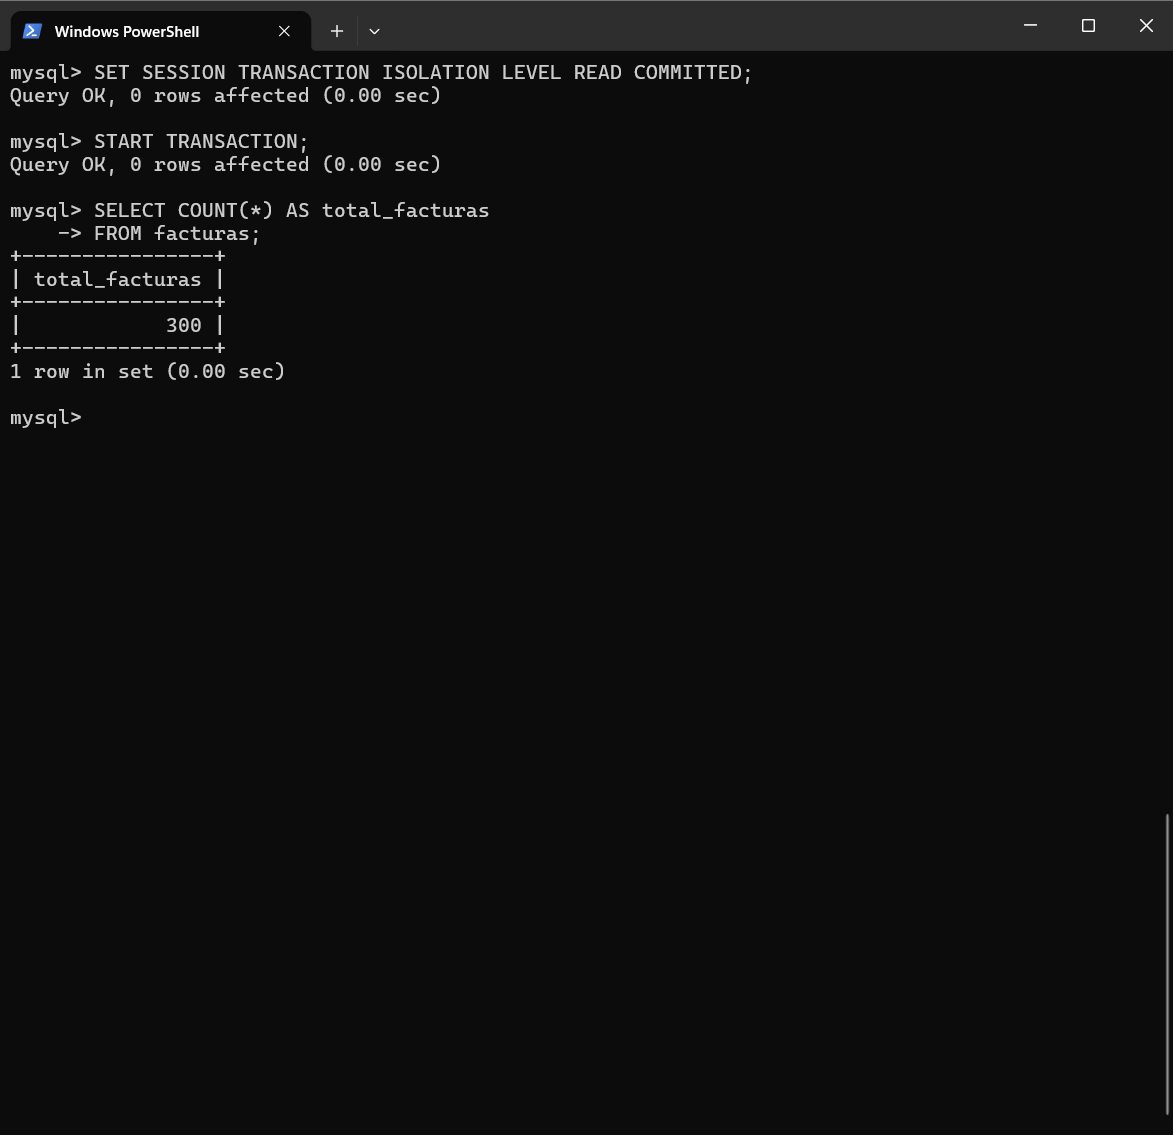 Windows PowerShell
mysql> SET SESSION TRANSACTION ISOLATION LEVEL READ COMMITTED;
Query OK, 0 rows affected (0.00 sec)
mysql> START TRANSACTION;
Query OK, 0 rows affected (0.00 sec)
mysql> SELECT COUNT(*) AS total_facturas
    -> FROM facturas;
+----------------+
| total_facturas |
+----------------+
|            300 |
+----------------+
1 row in set (0.00 sec)
mysql>